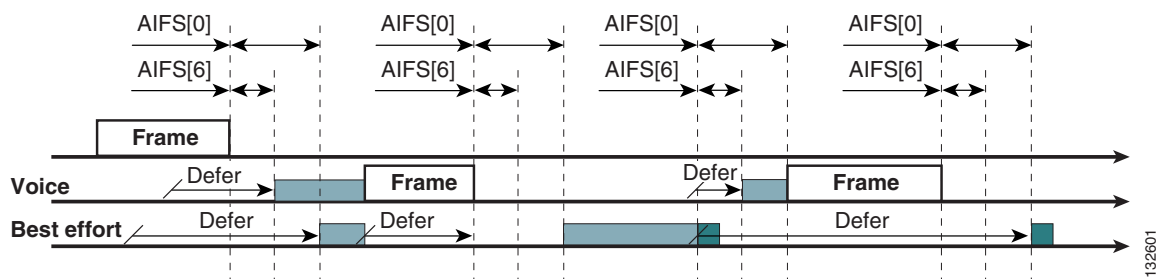 AIFS[0] AIFS[0] AIFS[0] AIFS[0]
AIFS[6] AIFS[6] AIFS[6] AIFS[6]
Frame
Voice Defer Frame Defer Frame
Best effort Defer Defer Defer
132601